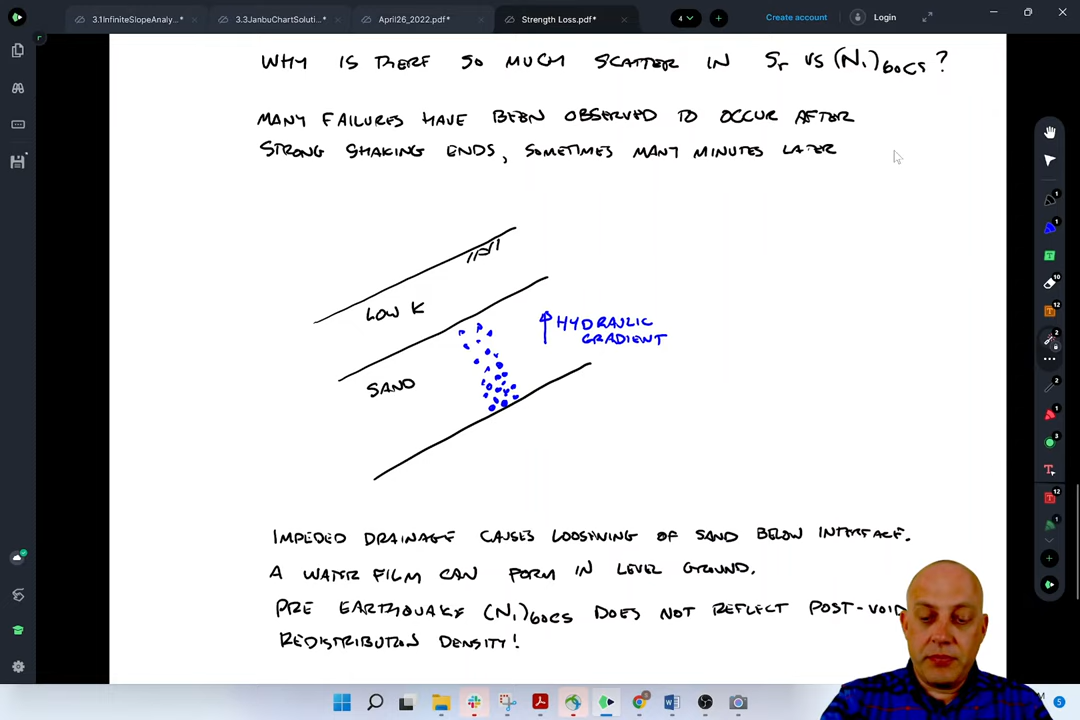 3.1InfiniteSlopeAnaly...*
3.3JanbuChartSoluti...*
April26_2022.pdf*
Strength Loss.pdf*
4
Create account
Login
WHY IS THERE SO MUCH SCATTER IN Sr VS (N1)60CS ?
MANY FAILURES HAVE BEEN OBSERVED TO OCCUR AFTER
STRONG SHAKING ENDS, SOMETIMES MANY MINUTES LATER
LOW K
HYDRAULIC
GRADIENT
SAND
IMPEDED DRAINAGE CAUSES LOOSENING OF SAND BELOW INTERFACE.
A WATER FILM CAN FORM IN LEVEL GROUND.
PRE EARTHQUAKE (N1)60CS DOES NOT REFLECT POST-VOID
REDISTRIBUTION DENSITY!